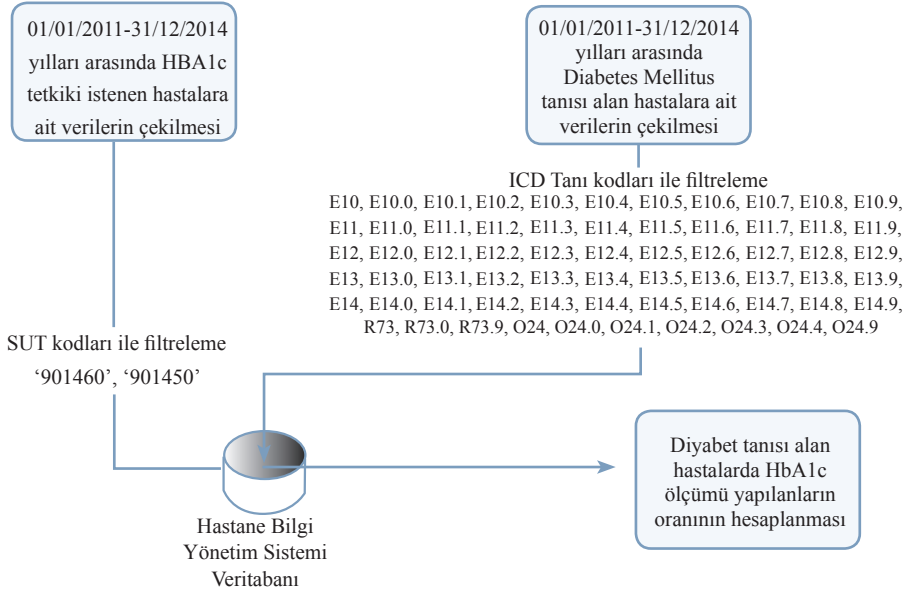 01/01/2011-31/12/2014
yılları arasında HBA1c
tetkiki istenen hastalara
ait verilerin çekilmesi
01/01/2011-31/12/2014
yılları arasında
Diabetes Mellitus
tanısı alan hastalara ait
verilerin çekilmesi
ICD Tanı kodları ile filtreleme
E10, E10.0, E10.1, E10.2, E10.3, E10.4, E10.5, E10.6, E10.7, E10.8, E10.9,
E11, E11.0, E11.1, E11.2, E11.3, E11.4, E11.5, E11.6, E11.7, E11.8, E11.9,
E12, E12.0, E12.1, E12.2, E12.3, E12.4, E12.5, E12.6, E12.7, E12.8, E12.9,
E13, E13.0, E13.1, E13.2, E13.3, E13.4, E13.5, E13.6, E13.7, E13.8, E13.9,
E14, E14.0, E14.1, E14.2, E14.3, E14.4, E14.5, E14.6, E14.7, E14.8, E14.9,
R73, R73.0, R73.9, O24, O24.0, O24.1, O24.2, O24.3, O24.4, O24.9
SUT kodları ile filtreleme
‘901460’, ‘901450’
Hastane Bilgi
Yönetim Sistemi
Veritabanı
Diyabet tanısı alan
hastalarda HbA1c
ölçümü yapılanların
oranının hesaplanması